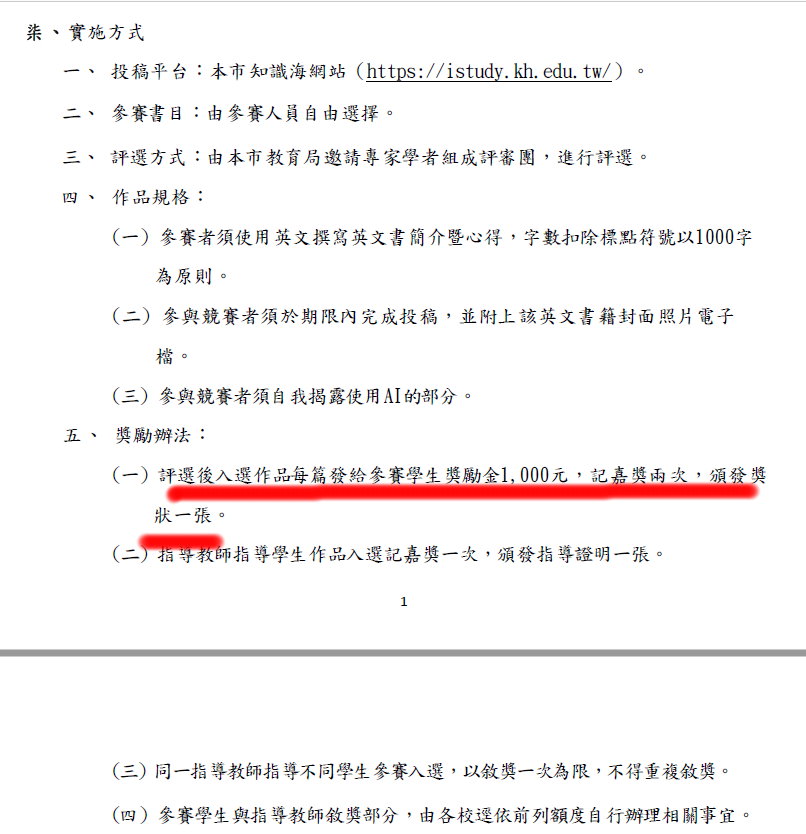 柒、實施方式
一、 投稿平台：本市知識海網站（https://istudy.kh.edu.tw/）。
二、 參賽書目：由參賽人員自由選擇。
三、 評選方式：由本市教育局邀請專家學者組成評審團，進行評選。
四、 作品規格：
(一) 參賽者須使用英文撰寫英文書簡介暨心得，字數扣除標點符號以1000字
為原則。
(二) 參與競賽者須於期限內完成投稿，並附上該英文書籍封面照片電子
檔。
(三) 參與競賽者須自我揭露使用AI的部分。
五、 獎勵辦法：
(一) 評選後入選作品每篇發給參賽學生獎勵金1,000元，記嘉獎兩次，頒發獎
狀一張。
(二) 指導教師指導學生作品入選記嘉獎一次，頒發指導證明一張。
1
(三) 同一指導教師指導不同學生參賽入選，以敘獎一次為限，不得重複敘獎。
(四) 參賽學生與指導教師敘獎部分，由各校逕依前列額度自行辦理相關事宜。